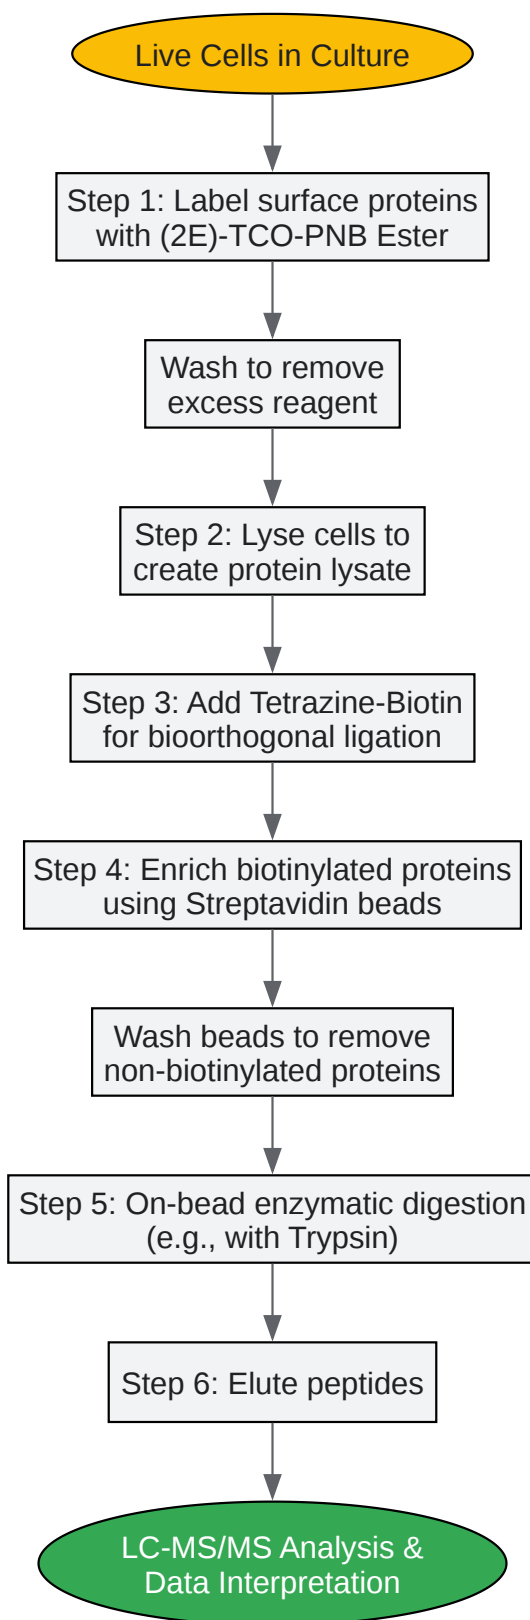 Live Cells in Culture
Step 1: Label surface proteins
with (2E)-TCO-PNB Ester
Wash to remove
excess reagent
Step 2: Lyse cells to
create protein lysate
Step 3: Add Tetrazine-Biotin
for bioorthogonal ligation
Step 4: Enrich biotinylated proteins
using Streptavidin beads
Wash beads to remove
non-biotinylated proteins
Step 5: On-bead enzymatic digestion
(e.g., with Trypsin)
Step 6: Elute peptides
LC-MS/MS Analysis &
Data Interpretation